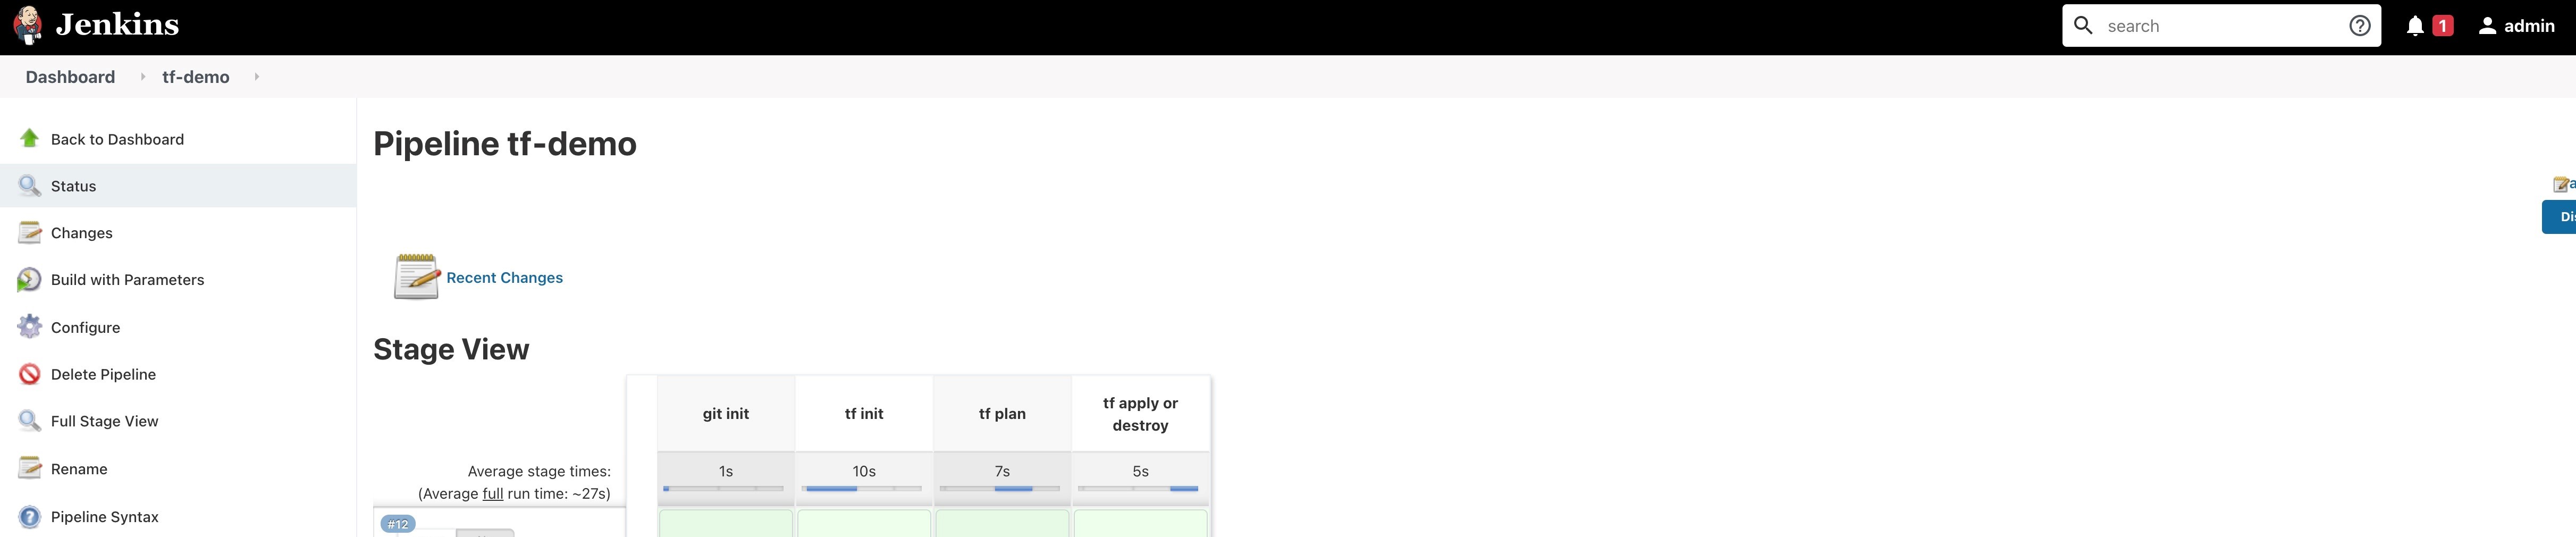 Jenkins
search
1
admin
Dashboard
tf-demo
Back to Dashboard
Status
Changes
Build with Parameters
Configure
Delete Pipeline
Full Stage View
Rename
Pipeline Syntax
Pipeline tf-demo
Recent Changes
Stage View
git init
tf init
tf plan
tf apply or
destroy
Average stage times:
(Average full run time: ~27s)
1s
10s
7s
5s
#12